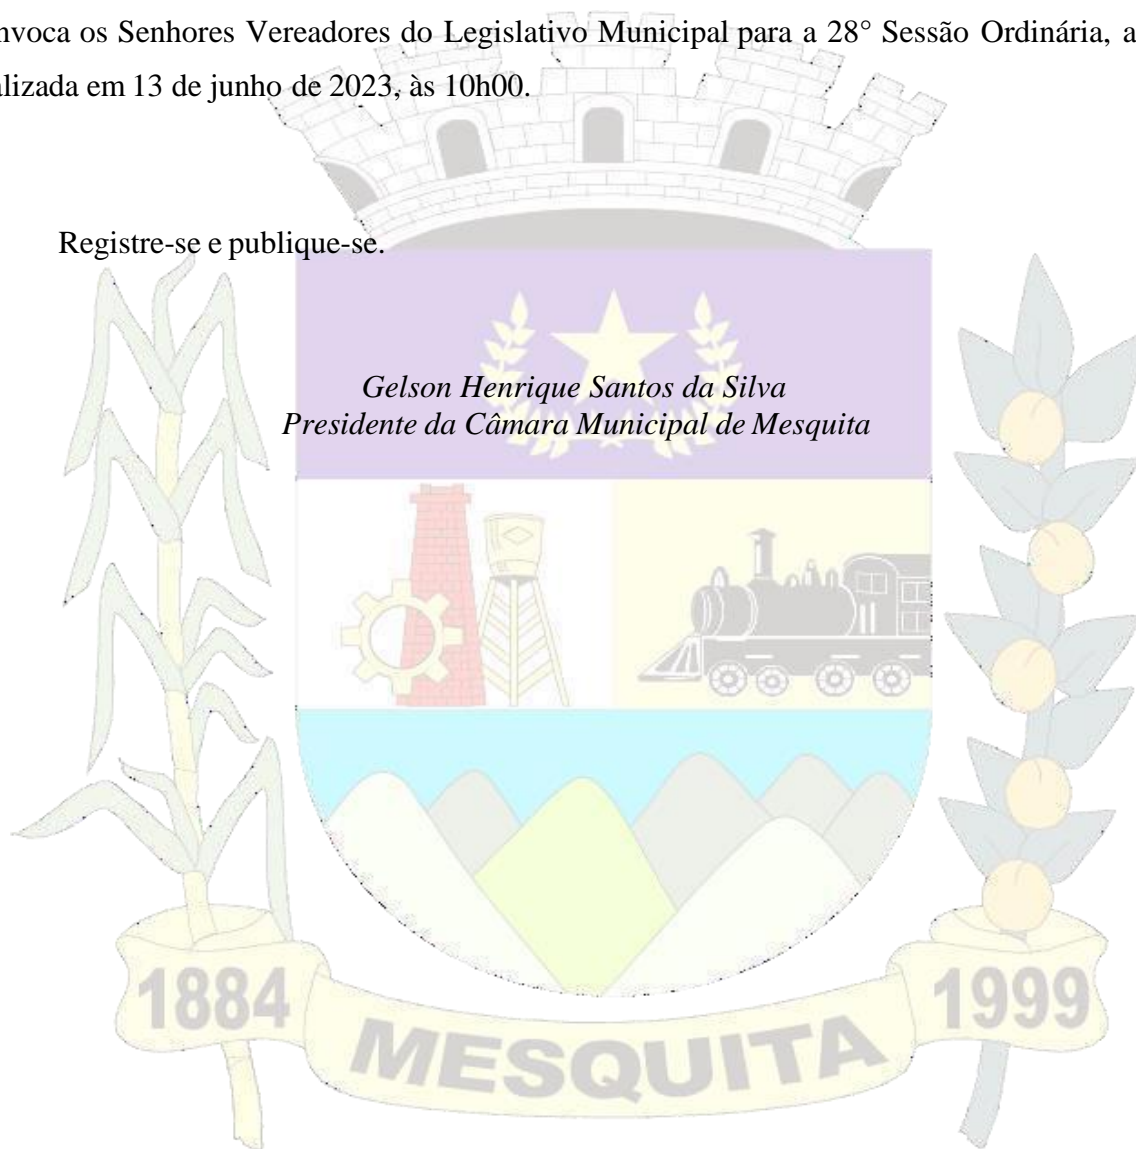 nvoca os Senhores Vereadores do Legislativo Municipal para a 28° Sessão Ordinária, a
alizada em 13 de junho de 2023, às 10h00.
Registre-se e publique-se.
Gelson Henrique Santos da Silva
Presidente da Câmara Municipal de Mesquita
1884
1999
MESQUITA